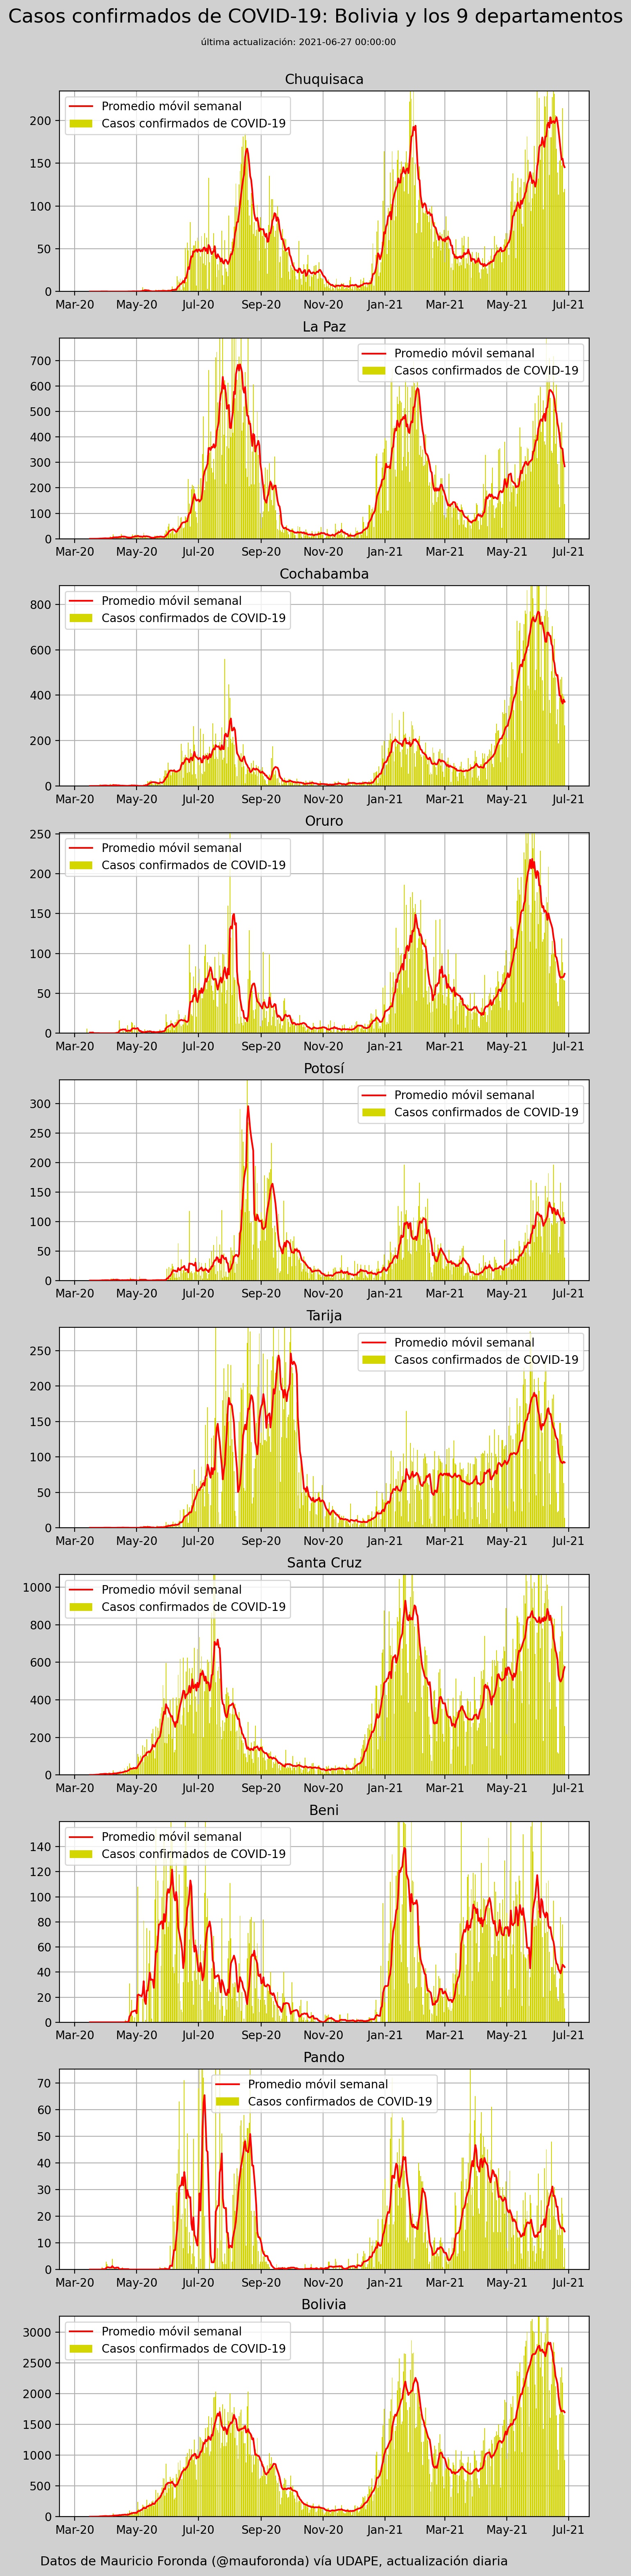 Casos confirmados de COVID-19: Bolivia y los 9 departamentos
última actualización: 2021-06-27 00:00:00
Chuquisaca
Promedio móvil semanal
Casos confirmados de COVID-19
200
150
100
50
0
Mar-20 May-20 Jul-20 Sep-20 Nov-20 Jan-21 Mar-21 May-21 Jul-21
La Paz
Promedio móvil semanal
Casos confirmados de COVID-19
700
600
500
400
300
200
100
0
Mar-20 May-20 Jul-20 Sep-20 Nov-20 Jan-21 Mar-21 May-21 Jul-21
Cochabamba
Promedio móvil semanal
Casos confirmados de COVID-19
800
600
400
200
0
Mar-20 May-20 Jul-20 Sep-20 Nov-20 Jan-21 Mar-21 May-21 Jul-21
Oruro
250
Promedio móvil semanal
Casos confirmados de COVID-19
200
150
100
50
0
Mar-20 May-20 Jul-20 Sep-20 Nov-20 Jan-21 Mar-21 May-21 Jul-21
Potosí
Promedio móvil semanal
Casos confirmados de COVID-19
300
250
200
150
100
50
0
Mar-20 May-20 Jul-20 Sep-20 Nov-20 Jan-21 Mar-21 May-21 Jul-21
Tarija
Promedio móvil semanal
Casos confirmados de COVID-19
250
200
150
100
50
0
Mar-20 May-20 Jul-20 Sep-20 Nov-20 Jan-21 Mar-21 May-21 Jul-21
Santa Cruz
Promedio móvil semanal
Casos confirmados de COVID-19
1000
800
600
400
200
0
Mar-20 May-20 Jul-20 Sep-20 Nov-20 Jan-21 Mar-21 May-21 Jul-21
Beni
Promedio móvil semanal
Casos confirmados de COVID-19
140
120
100
80
60
40
20
0
Mar-20 May-20 Jul-20 Sep-20 Nov-20 Jan-21 Mar-21 May-21 Jul-21
Pando
Promedio móvil semanal
Casos confirmados de COVID-19
70
60
50
40
30
20
10
0
Mar-20 May-20 Jul-20 Sep-20 Nov-20 Jan-21 Mar-21 May-21 Jul-21
Bolivia
Promedio móvil semanal
Casos confirmados de COVID-19
3000
2500
2000
1500
1000
500
0
Mar-20 May-20 Jul-20 Sep-20 Nov-20 Jan-21 Mar-21 May-21 Jul-21
Datos de Mauricio Foronda (@mauforonda) vía UDAPE, actualización diaria